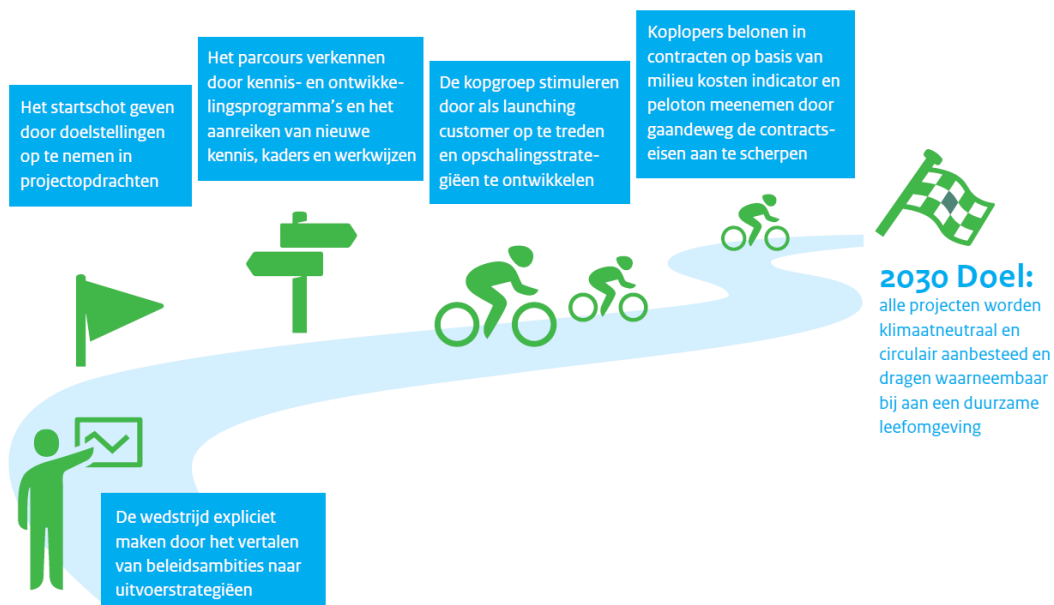 Het startschot geven
door doelstellingen
op te nemen in
projectopdrachten
Het parcours verkennen
door kennis- en ontwikke-
lingsprogramma's en het
aanreiken van nieuwe
kennis, kaders en werkwijzen
De kopgroep stimuleren
door als launching
customer op te treden
en opschalingsstrate-
giëen te ontwikkelen
Koplopers belonen in
contracten op basis van
milieu kosten indicator en
peloton meenemen door
gaandeweg de contracts-
eisen aan te scherpen
2030 Doel:
alle projecten worden
klimaatneutraal en
circulair aanbesteed en
dragen waarneembaar
bij aan een duurzame
leefomgeving
De wedstrijd expliciet
maken door het vertalen
van beleidsambities naar
uitvoerstrategiëen